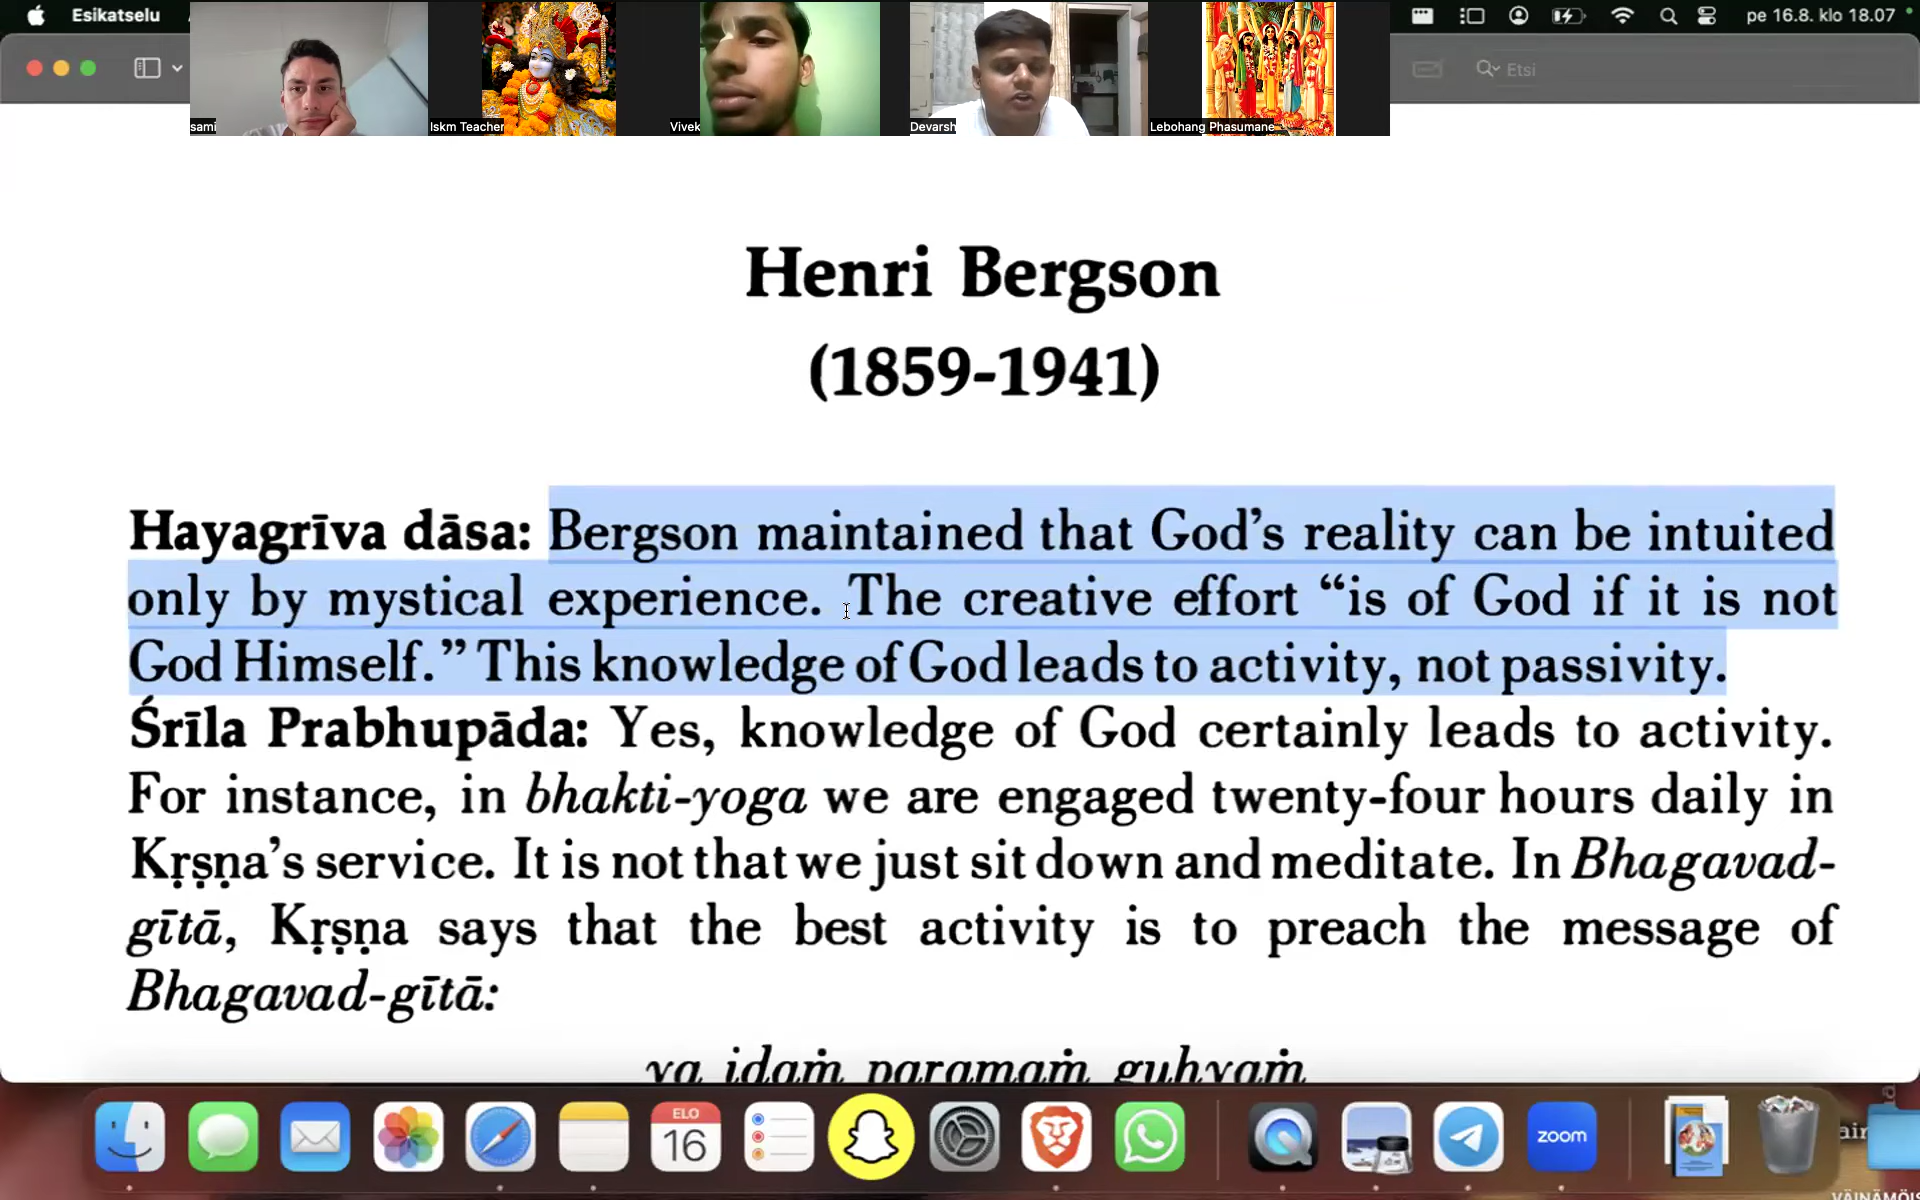 Esikatselu
pe 16.8. klo 18.07
Etsi
sami
Iskm Teacher
Vivek
Devarsh
Lebohang Phasumane
Henri Bergson
(1859-1941)
Hayagrīva dāsa: Bergson maintained that God’s reality can be intuited
only by mystical experience. The creative effort “is of God if it is not
God Himself.” This knowledge of God leads to activity, not passivity.
Śrīla Prabhupāda: Yes, knowledge of God certainly leads to activity.
For instance, in bhakti-yoga we are engaged twenty-four hours daily in
Kṛṣṇa’s service. It is not that we just sit down and meditate. In Bhagavad-
gītā, Kṛṣṇa says that the best activity is to preach the message of
Bhagavad-gītā:
ya idaṁ paramaṁ guhyaṁ
ELO
16
zoom